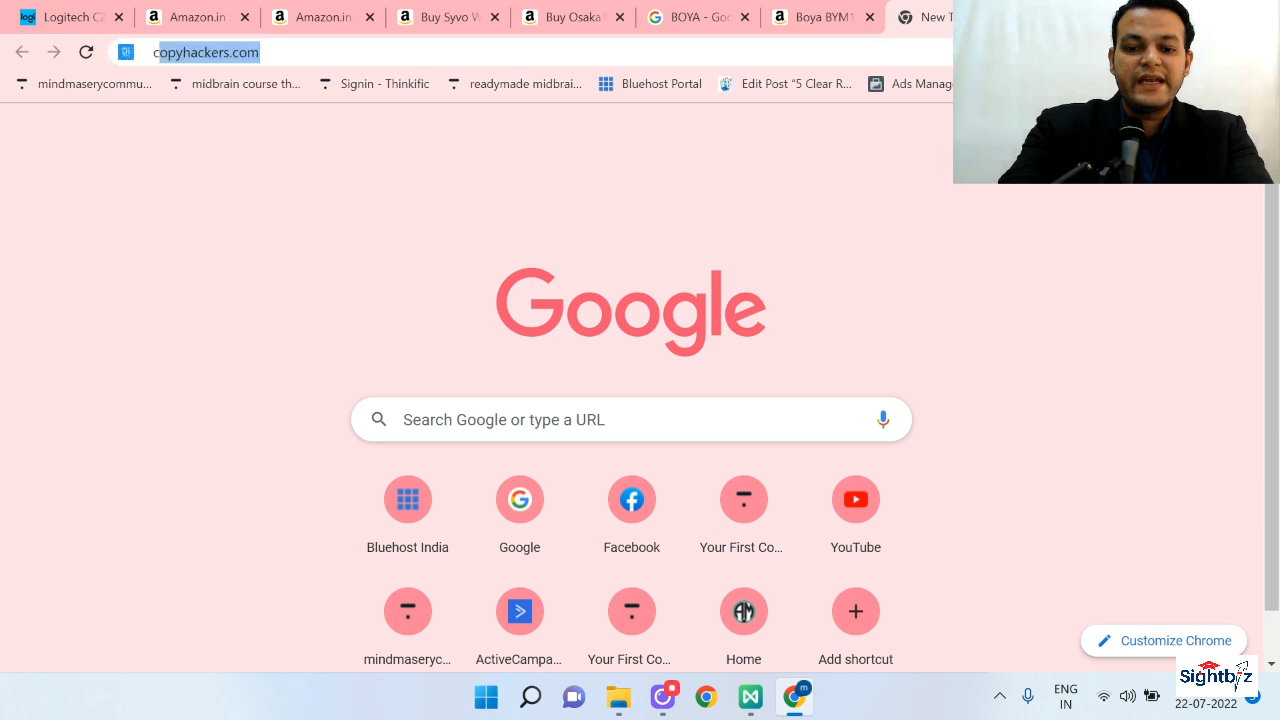 Logitech C2
Amazon.in
Amazon.in
Buy Syvo W
Buy Osaka
BOYA - Goo
Boya BYM1
New T
copyhackers.com
mindmaserycommu...
midbrain course th...
Signin - Thinkific
readymade midbrai...
Bluehost Portal
Edit Post “5 Clear R...
Ads Manag
Google
Search Google or type a URL
Bluehost India
Google
Facebook
Your First Co...
YouTube
mindmaseryc...
ActiveCampa...
Your First Co...
Home
Add shortcut
Customize Chrome
Sightbiz
ENG
IN
22-07-2022